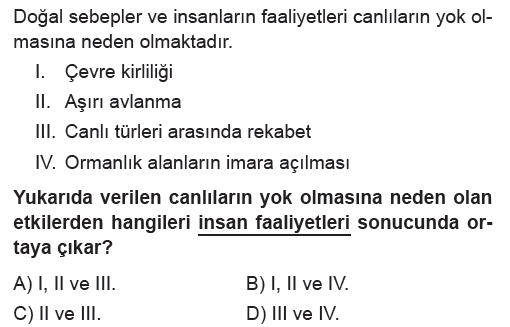 Doğal sebepler ve insanların faaliyetleri canlıların yok ol-
masına neden olmaktadır.
I. Çevre kirliliği
II. Aşırı avlanma
III. Canlı türleri arasında rekabet
IV. Ormanlık alanların imara açılması
Yukarıda verilen canlıların yok olmasına neden olan
etkilerden hangileri insan faaliyetleri sonucunda or-
taya çıkar?
A) I, II ve III. B) I, II ve IV.
C) II ve III. D) III ve IV.